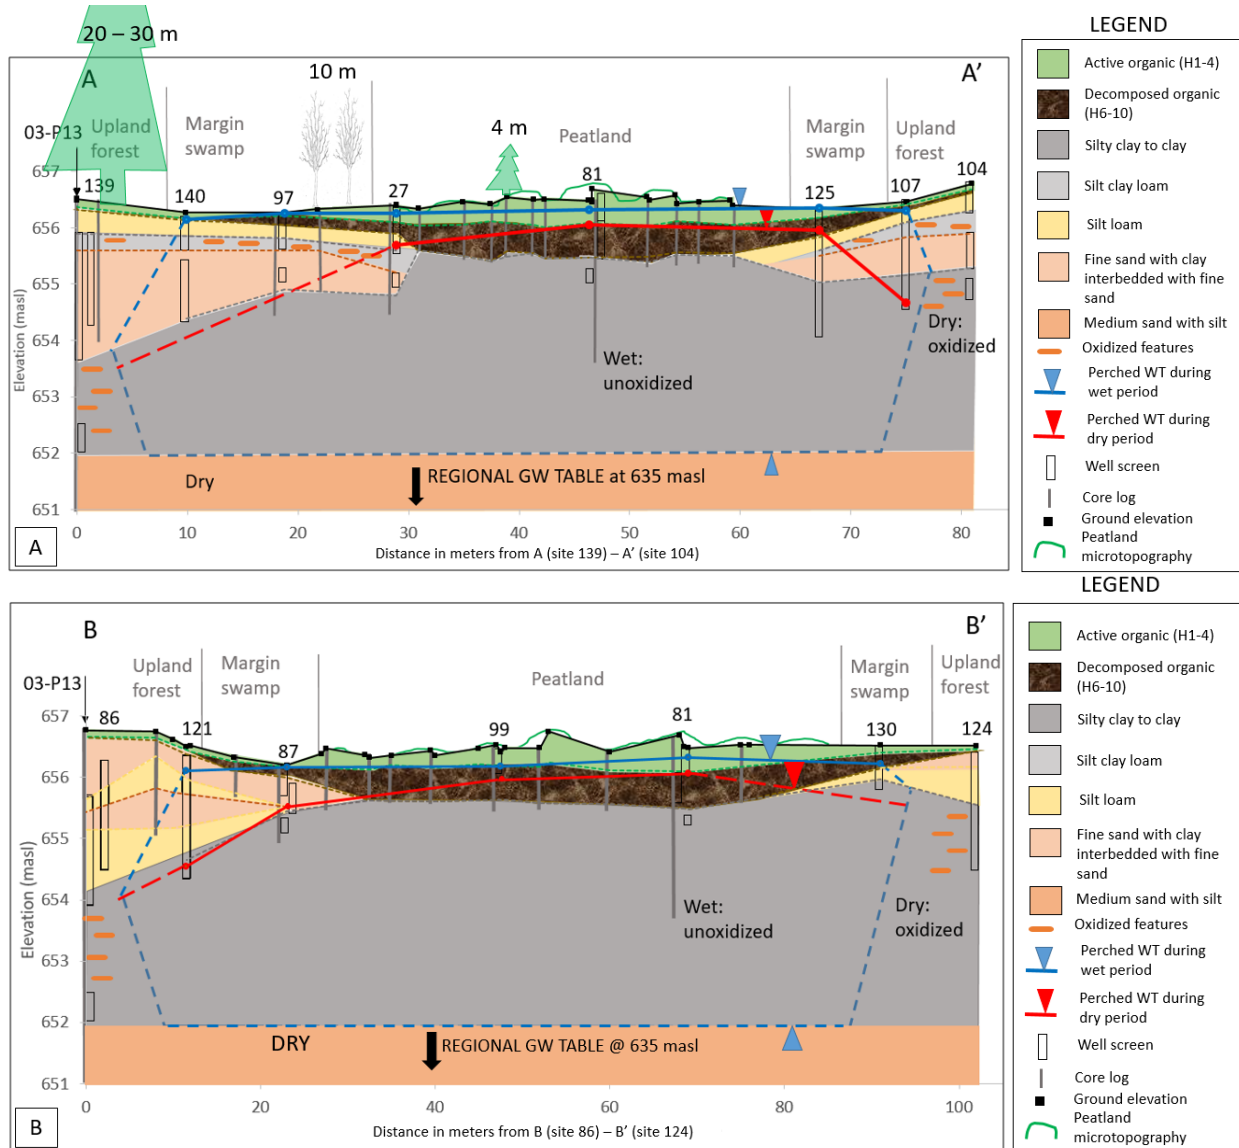 20 – 30 m
LEGEND
A
10 m
A'
03-P13
Upland
forest
Margin
swamp
4 m
Peatland
Margin
swamp
Upland
forest
657
139
140
97
27
81
125
107
104
656
655
654
653
652
651
Elevation (masl)
Wet:
unoxidized
Dry:
oxidized
Dry
REGIONAL GW TABLE at 635 masl
0
10
20
30
40
50
60
70
80
Distance in meters from A (site 139) – A' (site 104)
A
Active organic (H1-4)
Decomposed organic
(H6-10)
Silty clay to clay
Silt clay loam
Silt loam
Fine sand with clay
interbedded with fine
sand
Medium sand with silt
Oxidized features
Perched WT during
wet period
Perched WT during
dry period
Well screen
Core log
Ground elevation
Peatland
microtopography
LEGEND
B
B'
03-P13
Upland
forest
Margin
swamp
Peatland
Margin
swamp
Upland
forest
657
86
121
87
99
81
130
124
656
655
654
653
652
651
Elevation (masl)
Wet:
unoxidized
Dry:
oxidized
DRY
REGIONAL GW TABLE @ 635 masl
0
20
40
60
80
100
Distance in meters from B (site 86) – B' (site 124)
B
Active organic (H1-4)
Decomposed organic
(H6-10)
Silty clay to clay
Silt clay loam
Silt loam
Fine sand with clay
interbedded with fine
sand
Medium sand with silt
Oxidized features
Perched WT during
wet period
Perched WT during
dry period
Well screen
Core log
Ground elevation
Peatland
microtopography